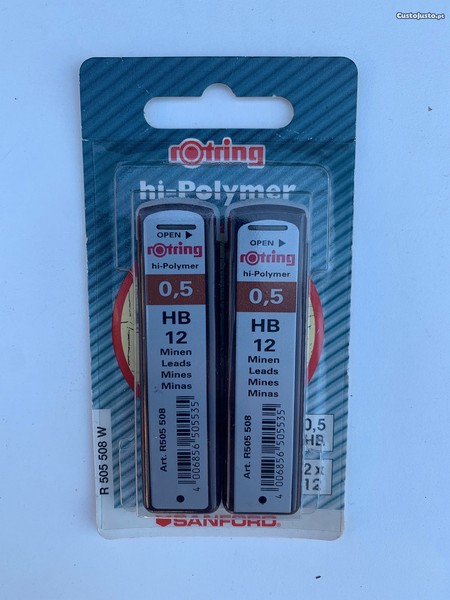 CustoJusto.pt
rotring
hi-Polymer
OPEN
rotring
hi-Polymer
0,5
HB
12
Minen
Leads
Mines
Minas
Art. R505 508
4 006856 505535
OPEN
rotring
hi-Polymer
0,5
HB
12
Minen
Leads
Mines
Minas
Art. R505 508
4 006856 505535
R 505 508 W
0,5
HB
2 x
12
SANFORD